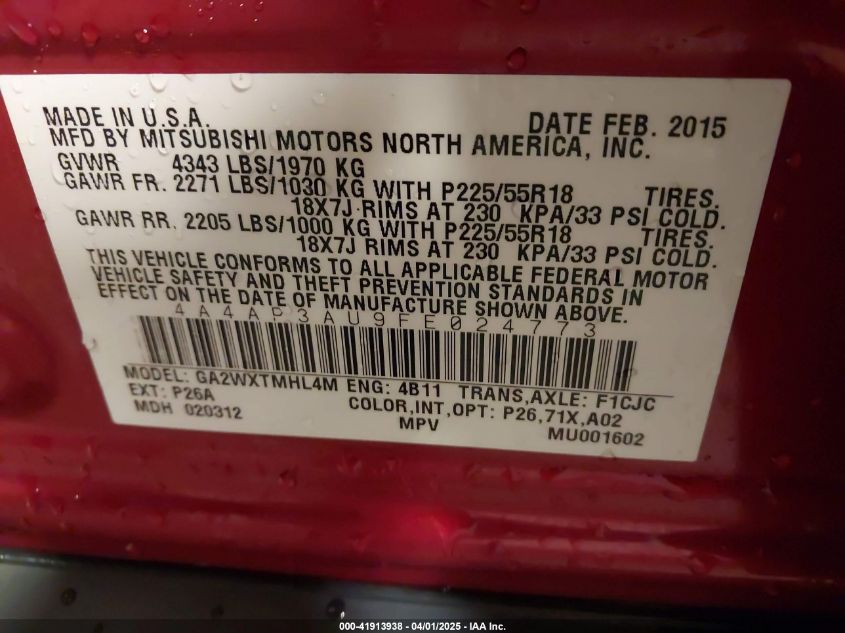 MADE IN U.S.A. DATE FEB. 2015
MFD BY MITSUBISHI MOTORS NORTH AMERICA, INC.
GVWR 4343 LBS/1970 KG
GAWR FR. 2271 LBS/1030 KG WITH P225/55R18 TIRES.
18X7J RIMS AT 230 KPA/33 PSI COLD.
GAWR RR. 2205 LBS/1000 KG WITH P225/55R18 TIRES.
18X7J RIMS AT 230 KPA/33 PSI COLD.
THIS VEHICLE CONFORMS TO ALL APPLICABLE FEDERAL MOTOR
VEHICLE SAFETY AND THEFT PREVENTION STANDARDS IN
EFFECT ON THE DATE OF MANUFACTURE SHOWN ABOVE.
4A4AP3AU9FE024773
MODEL: GA2WXTMHL4M ENG: 4B11 TRANS,AXLE: F1CJC
EXT: P26A COLOR,INT,OPT: P26,71X,A02
MDH 020312 MPV MU001602
000-41913938 - 04/01/2025 - IAA Inc.